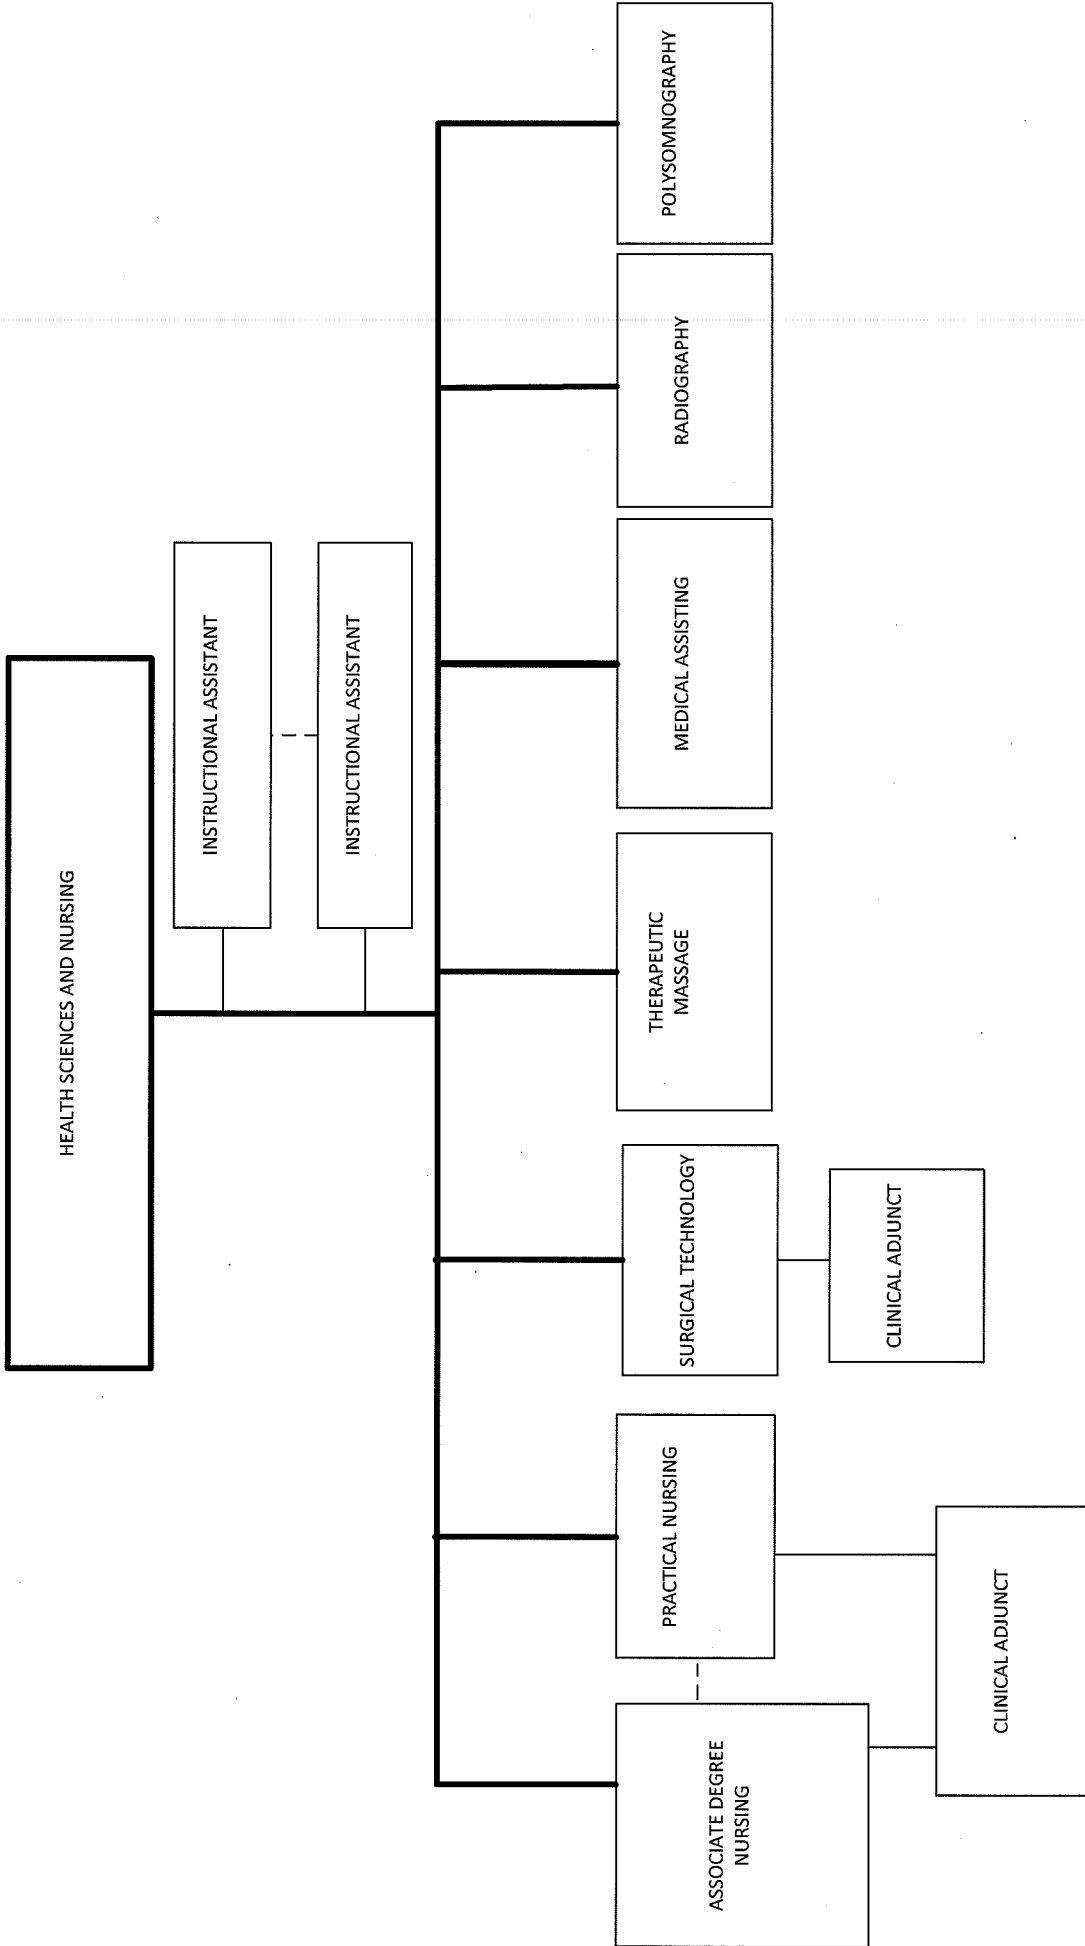 HEALTH SCIENCES AND NURSING
INSTRUCTIONAL ASSISTANT
INSTRUCTIONAL ASSISTANT
ASSOCIATE DEGREE
NURSING
PRACTICAL NURSING
SURGICAL TECHNOLOGY
THERAPEUTIC
MASSAGE
MEDICAL ASSISTING
RADIOGRAPHY
POLYSOMNOGRAPHY
CLINICAL ADJUNCT
CLINICAL ADJUNCT